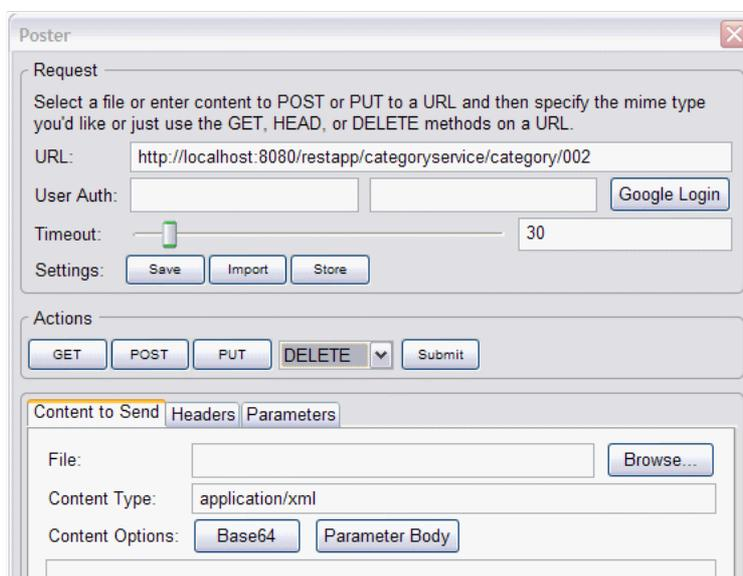 Poster
Request
Select a file or enter content to POST or PUT to a URL and then specify the mime type
you'd like or just use the GET, HEAD, or DELETE methods on a URL.
URL: http://localhost:8080/restapp/categoryservice/category/002
User Auth: Google Login
Timeout: 30
Settings: Save Import Store
Actions
GET POST PUT DELETE Submit
Content to Send Headers Parameters
File: Browse...
Content Type: application/xml
Content Options: Base64 Parameter Body